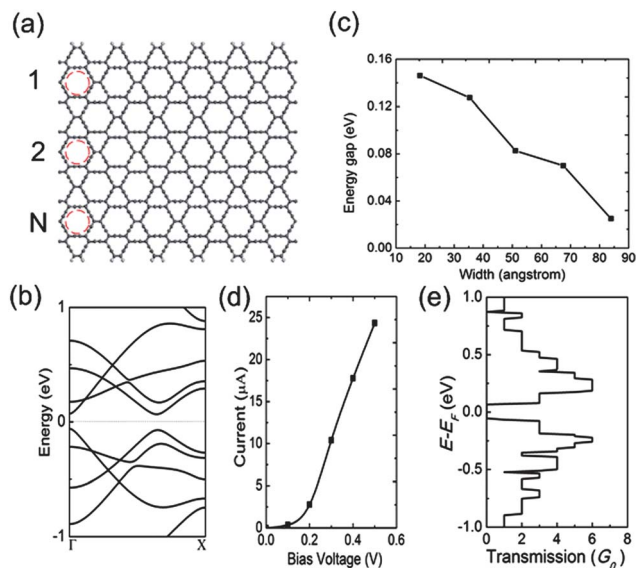 (a)
1
2
N
(c)
Energy gap (eV)
0.16
0.12
0.08
0.04
0.00
10 20 30 40 50 60 70 80 90
Width (angstrom)
(b)
Energy (eV)
1
0
-1
Γ X
(d)
Current (μA)
25
20
15
10
5
0
0.0 0.2 0.4 0.6
Bias Voltage (V)
(e)
E-E_F (eV)
1.0
0.5
0.0
-0.5
-1.0
0 2 4 6 8
Transmission (G₀)